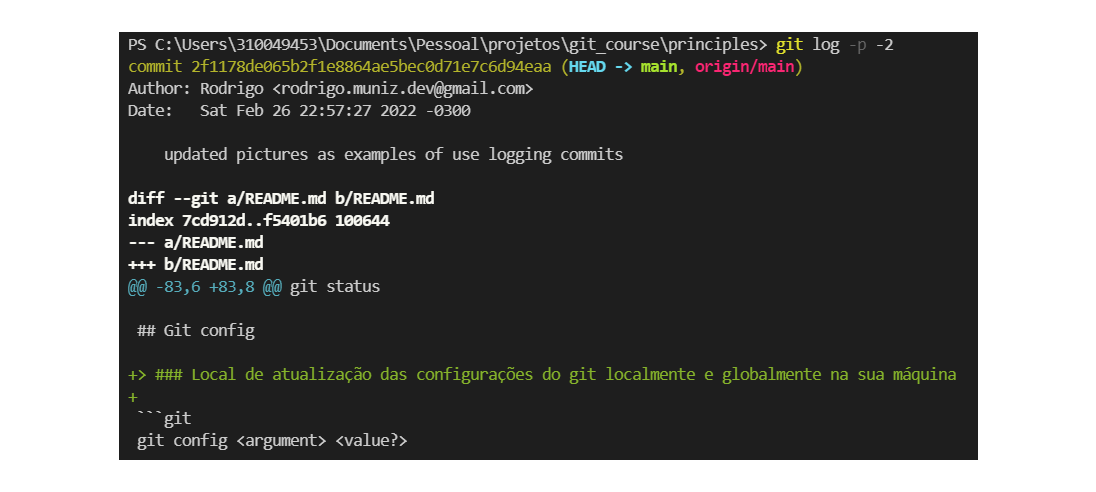 PS C:\Users\310049453\Documents\Pessoal\projetos\git_course\principles> git log -p -2
commit 2f1178de065b2f1e8864ae5bec0d71e7c6d94eaa (HEAD -> main, origin/main)
Author: Rodrigo <rodrigo.muniz.dev@gmail.com>
Date:   Sat Feb 26 22:57:27 2022 -0300

    updated pictures as examples of use logging commits

diff --git a/README.md b/README.md
index 7cd912d..f5401b6 100644
--- a/README.md
+++ b/README.md
@@ -83,6 +83,8 @@ git status

 ## Git config

+> ### Local de atualização das configurações do git localmente e globalmente na sua máquina
+
 ```git
 git config <argument> <value?>